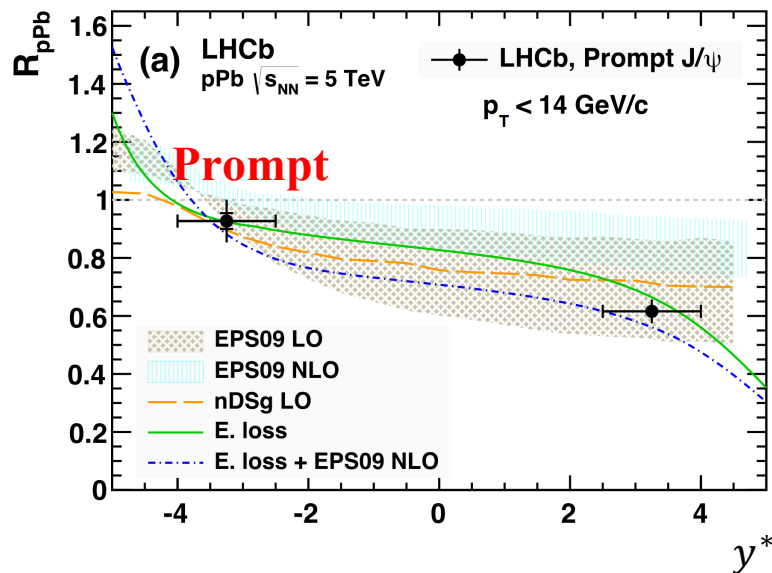 R_pPb
1.6
1.4
1.2
1
0.8
0.6
0.4
0.2
0
(a)
LHCb
pPb √s_NN = 5 TeV
LHCb, Prompt J/ψ
p_T < 14 GeV/c
Prompt
EPS09 LO
EPS09 NLO
nDSg LO
E. loss
E. loss + EPS09 NLO
-4 -2 0 2 4
y*